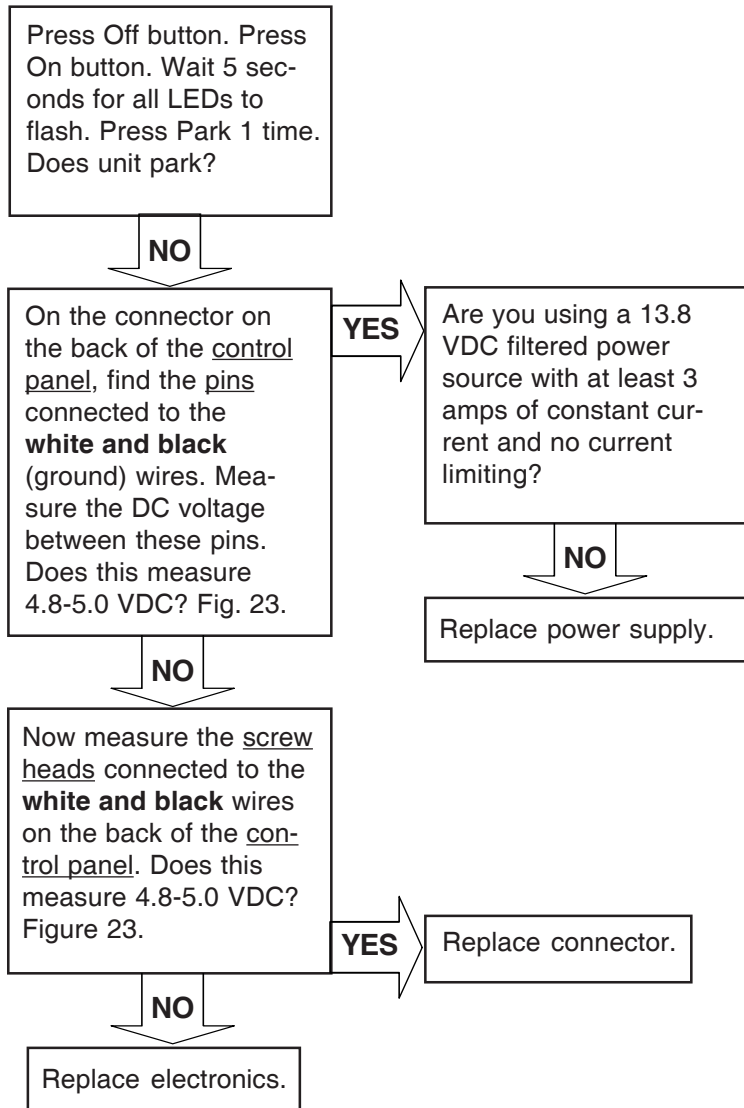 Press Off button. Press
On button. Wait 5 sec-
onds for all LEDs to
flash. Press Park 1 time.
Does unit park?
NO
On the connector on
the back of the control
panel, find the pins
connected to the
white and black
(ground) wires. Mea-
sure the DC voltage
between these pins.
Does this measure
4.8-5.0 VDC? Fig. 23.
YES
Are you using a 13.8
VDC filtered power
source with at least 3
amps of constant cur-
rent and no current
limiting?
NO
Replace power supply.
NO
Now measure the screw
heads connected to the
white and black wires
on the back of the con-
trol panel. Does this
measure 4.8-5.0 VDC?
Figure 23.
YES
Replace connector.
NO
Replace electronics.